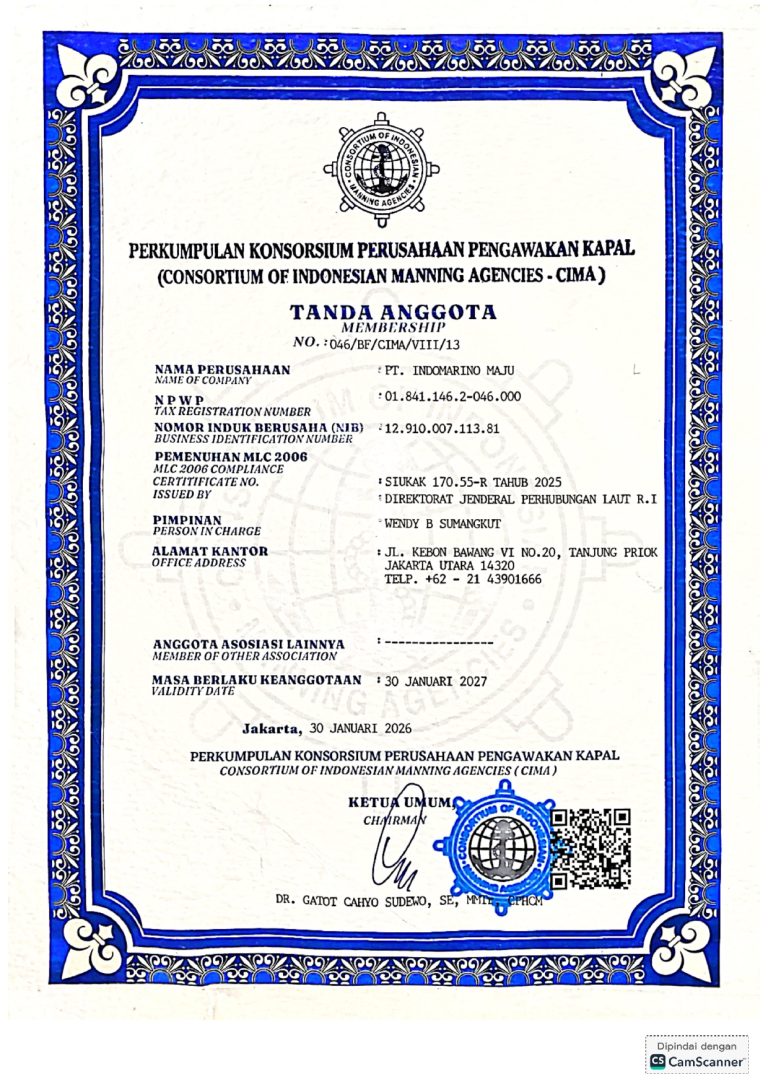 CONSORTIUM OF INDONESIAN
MANNING AGENCIES
PERKUMPULAN KONSORSIUM PERUSAHAAN PENGAWAKAN KAPAL
(CONSORTIUM OF INDONESIAN MANNING AGENCIES - CIMA)
TANDA ANGGOTA
MEMBERSHIP
NO. : 046/BF/CIMA/VIII/13
NAMA PERUSAHAAN : PT. INDOMARINO MAJU
NAME OF COMPANY
N P W P : 01.841.146.2-046.000
TAX REGISTRATION NUMBER
NOMOR INDUK BERUSAHA (NIB) : 12.910.007.113.81
BUSINESS IDENTIFICATION NUMBER
PEMENUHAN MLC 2006
MLC 2006 COMPLIANCE
CERTITIFICATE NO. : SIUKAK 170.55-R TAHUB 2025
ISSUED BY : DIREKTORAT JENDERAL PERHUBUNGAN LAUT R.I
PIMPINAN : WENDY B SUMANGKUT
PERSON IN CHARGE
ALAMAT KANTOR : JL. KEBON BAWANG VI NO.20, TANJUNG PRIOK
OFFICE ADDRESS JAKARTA UTARA 14320
TELP. +62 - 21 43901666
ANGGOTA ASOSIASI LAINNYA : ----------------
MEMBER OF OTHER ASSOCIATION
MASA BERLAKU KEANGGOTAAN : 30 JANUARI 2027
VALIDITY DATE
Jakarta, 30 JANUARI 2026
PERKUMPULAN KONSORSIUM PERUSAHAAN PENGAWAKAN KAPAL
CONSORTIUM OF INDONESIAN MANNING AGENCIES ( CIMA )
KETUA UMUM,
CHAIRMAN
CONSORTIUM OF INDONESIAN
MANNING AGENCIES
DR. GATOT CAHYO SUDEWO, SE, CPHCM
Dipindai dengan
CS CamScanner